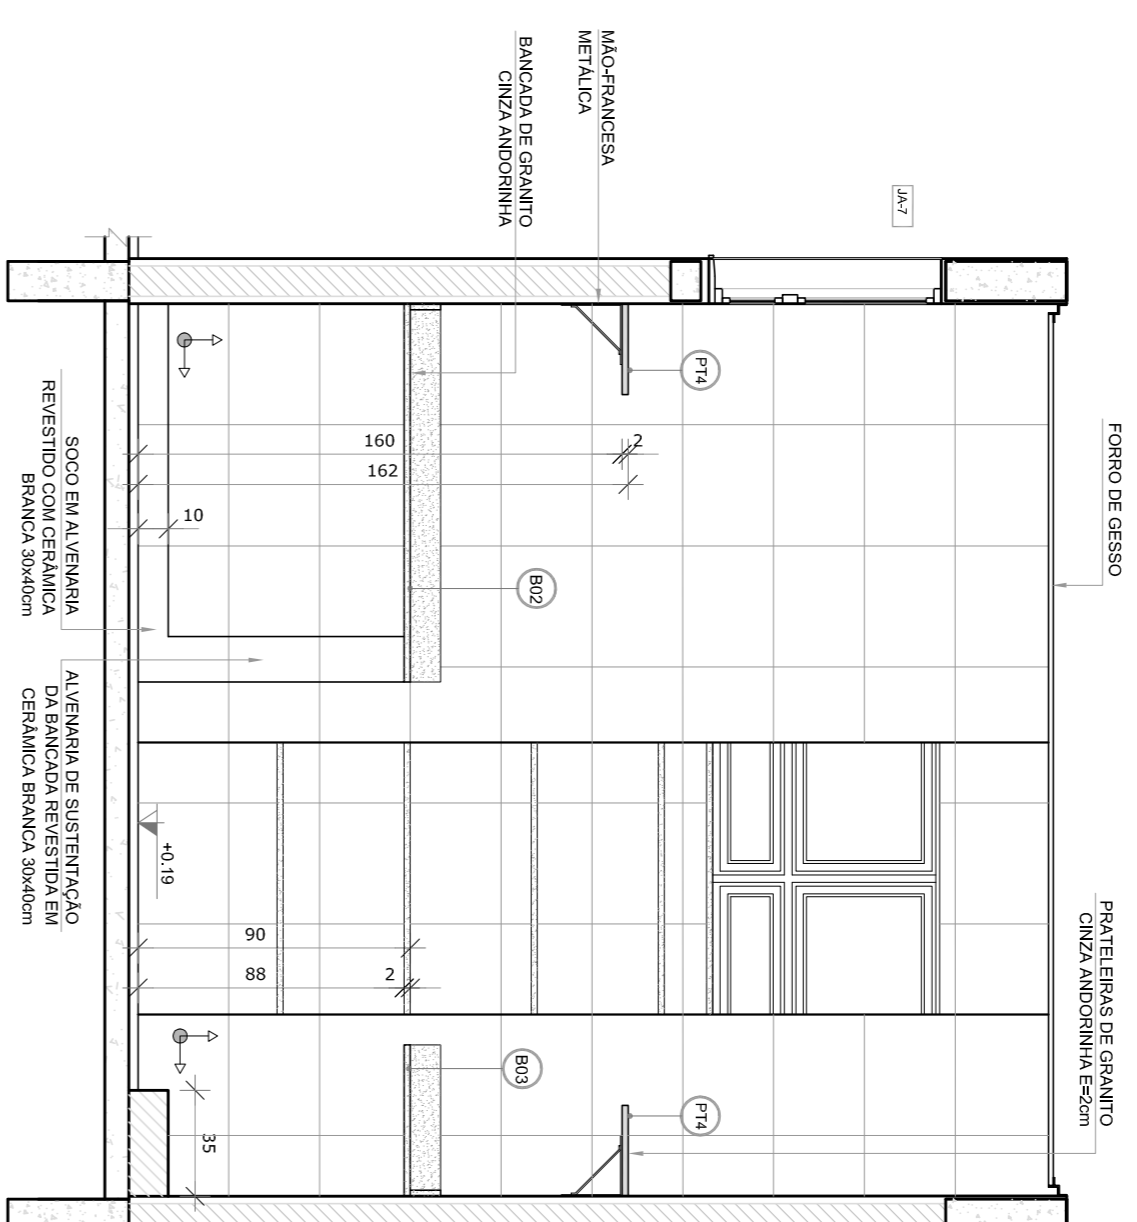 MÃO-FRANCESA
METÁLICA
BANCADA DE GRANITO
CINZA ANDORINHA
JA-7
FORRO DE GESSO
PRATELEIRAS DE GRANITO
CINZA ANDORINHA E=2cm
PT4
160
2
162
10
B02
SOCO EM ALVENARIA
REVESTIDO COM CERÂMICA
BRANCA 30x40cm
ALVENARIA DE SUSTENTAÇÃO
DA BANCADA REVESTIDA EM
CERÂMICA BRANCA 30x40cm
+0.19
90
88
2
B03
PT4
35